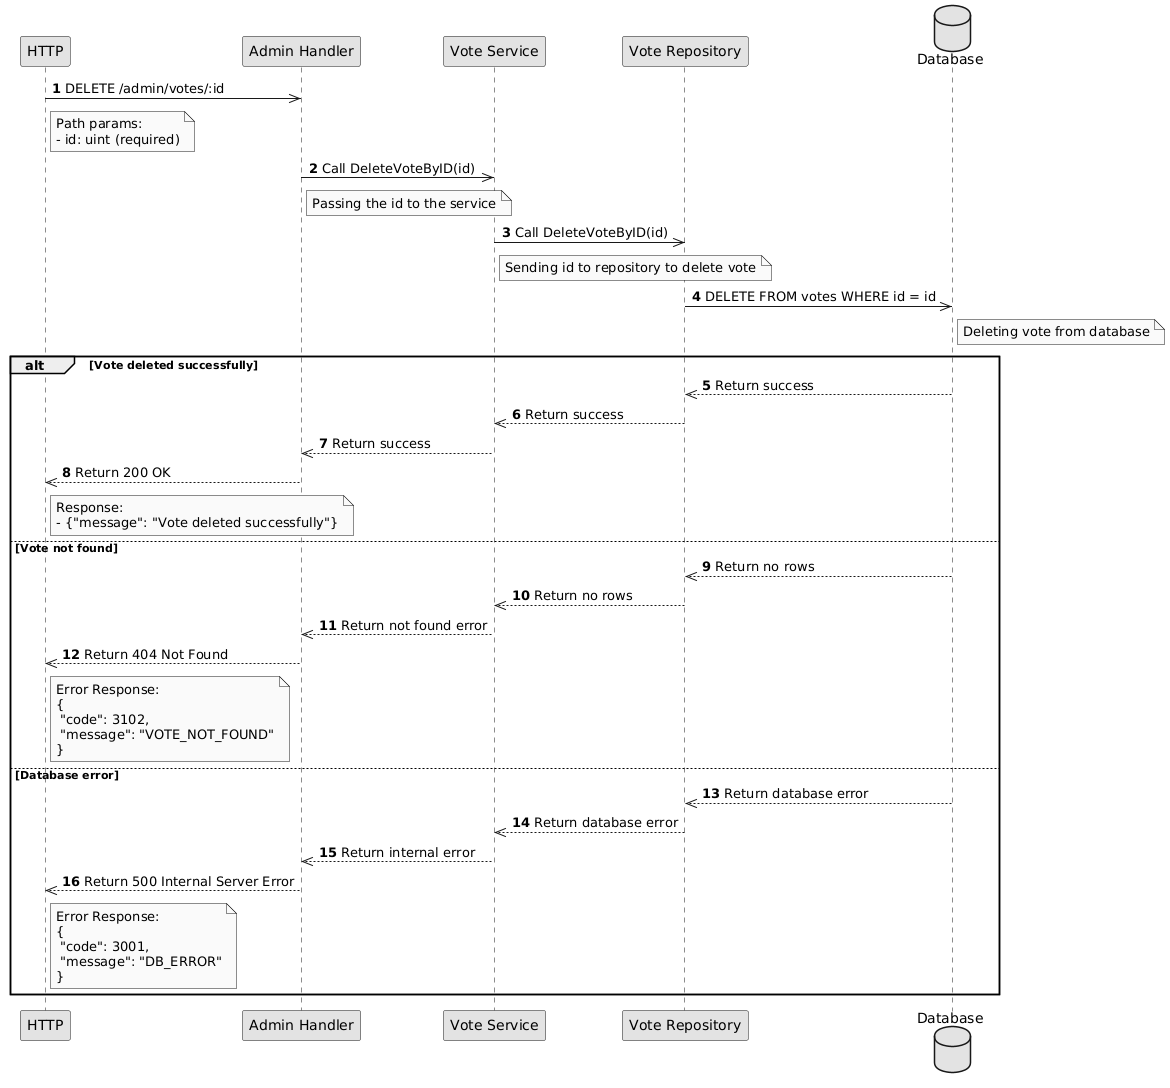 HTTP
Admin Handler
Vote Service
Vote Repository
Database
1 DELETE /admin/votes/:id
Path params:
- id: uint (required)
2 Call DeleteVoteByID(id)
Passing the id to the service
3 Call DeleteVoteByID(id)
Sending id to repository to delete vote
4 DELETE FROM votes WHERE id = id
Deleting vote from database
alt [Vote deleted successfully]
5 Return success
6 Return success
7 Return success
8 Return 200 OK
Response:
- {"message": "Vote deleted successfully"}
[Vote not found]
9 Return no rows
10 Return no rows
11 Return not found error
12 Return 404 Not Found
Error Response:
{
"code": 3102,
"message": "VOTE_NOT_FOUND"
}
[Database error]
13 Return database error
14 Return database error
15 Return internal error
16 Return 500 Internal Server Error
Error Response:
{
"code": 3001,
"message": "DB_ERROR"
}
HTTP
Admin Handler
Vote Service
Vote Repository
Database